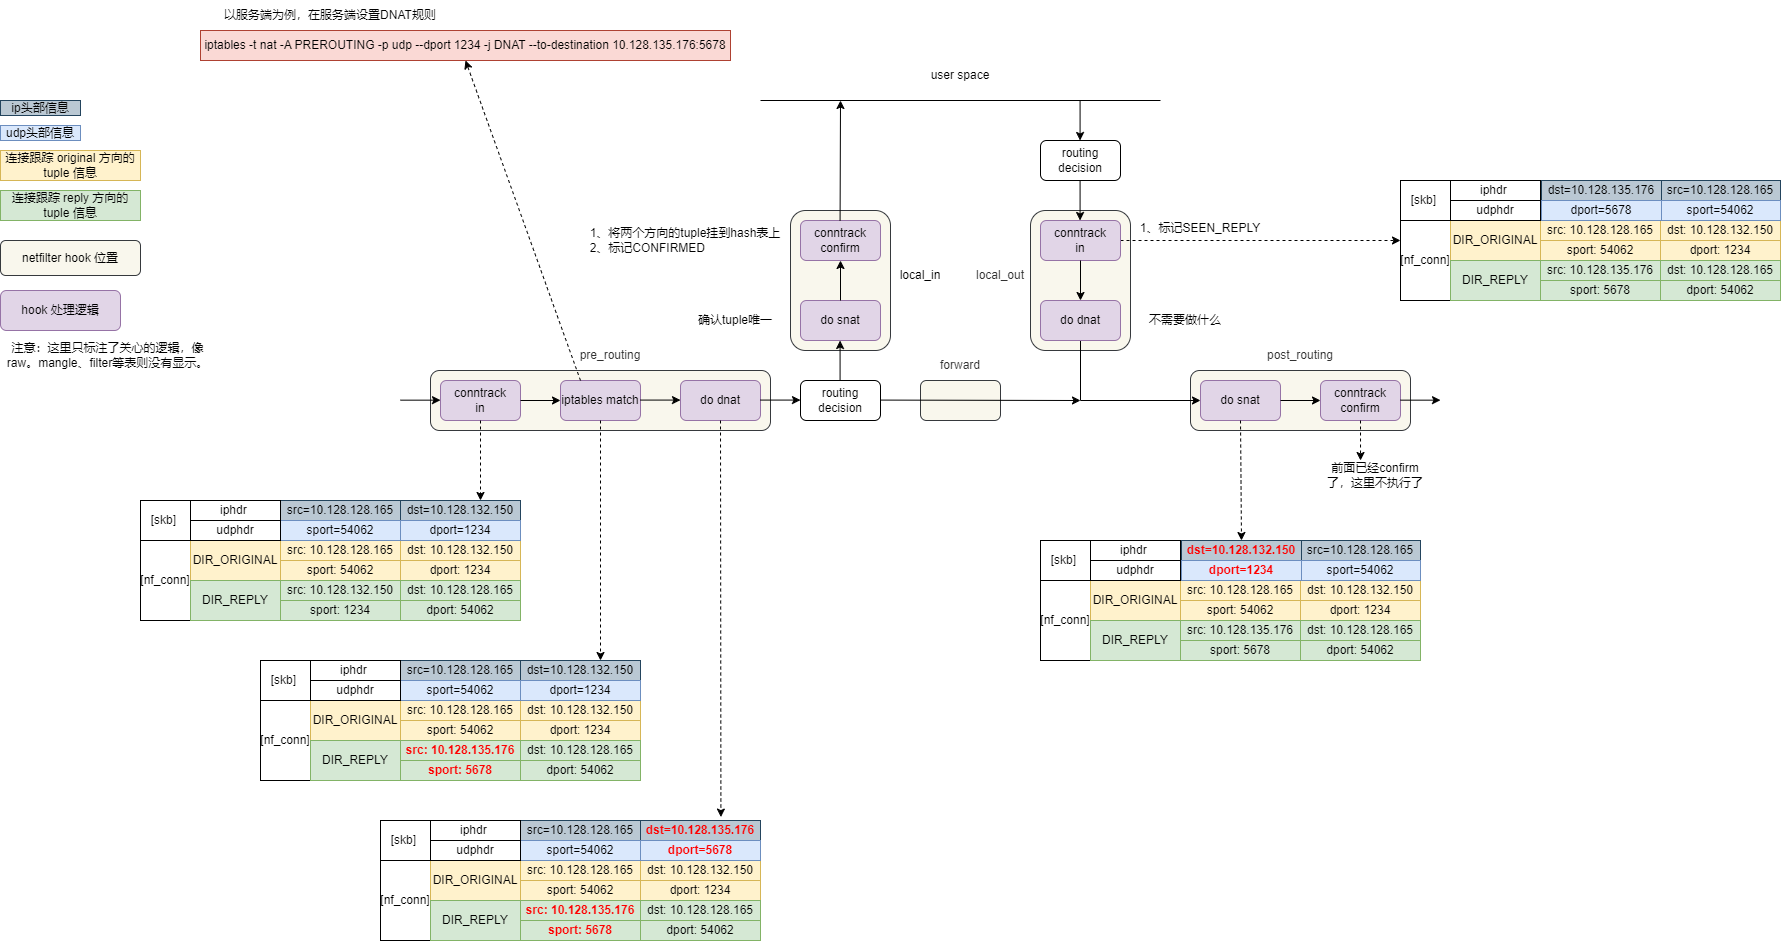 以服务端为例，在服务端设置DNAT规则
iptables -t nat -A PREROUTING -p udp --dport 1234 -j DNAT --to-destination 10.128.135.176:5678
ip头部信息
udp头部信息
连接跟踪 original 方向的
tuple 信息
连接跟踪 reply 方向的
tuple 信息
netfilter hook 位置
hook 处理逻辑
注意：这里只标注了关心的逻辑，像
raw。mangle、filter等表则没有显示。
user space
routing
decision
1、将两个方向的tuple挂到hash表上
2、标记CONFIRMED
conntrack
confirm
local_in
确认tuple唯一
do snat
local_out
conntrack
in
1、标记SEEN_REPLY
do dnat
不需要做什么
pre_routing
conntrack
in
iptables match
do dnat
routing
decision
forward
post_routing
do snat
conntrack
confirm
前面已经confirm
了，这里不执行了
[skb]
iphdr
dst=10.128.135.176
src=10.128.128.165
udphdr
dport=5678
sport=54062
[nf_conn]
DIR_ORIGINAL
src: 10.128.128.165
dst: 10.128.132.150
sport: 54062
dport: 1234
DIR_REPLY
src: 10.128.135.176
dst: 10.128.128.165
sport: 5678
dport: 54062
[skb]
iphdr
src=10.128.128.165
dst=10.128.132.150
udphdr
sport=54062
dport=1234
[nf_conn]
DIR_ORIGINAL
src: 10.128.128.165
dst: 10.128.132.150
sport: 54062
dport: 1234
DIR_REPLY
src: 10.128.132.150
dst: 10.128.128.165
sport: 1234
dport: 54062
[skb]
iphdr
dst=10.128.132.150
src=10.128.128.165
udphdr
dport=1234
sport=54062
[nf_conn]
DIR_ORIGINAL
src: 10.128.128.165
dst: 10.128.132.150
sport: 54062
dport: 1234
DIR_REPLY
src: 10.128.135.176
dst: 10.128.128.165
sport: 5678
dport: 54062
[skb]
iphdr
src=10.128.128.165
dst=10.128.132.150
udphdr
sport=54062
dport=1234
[nf_conn]
DIR_ORIGINAL
src: 10.128.128.165
dst: 10.128.132.150
sport: 54062
dport: 1234
DIR_REPLY
src: 10.128.135.176
dst: 10.128.128.165
sport: 5678
dport: 54062
[skb]
iphdr
src=10.128.128.165
dst=10.128.135.176
udphdr
sport=54062
dport=5678
[nf_conn]
DIR_ORIGINAL
src: 10.128.128.165
dst: 10.128.132.150
sport: 54062
dport: 1234
DIR_REPLY
src: 10.128.135.176
dst: 10.128.128.165
sport: 5678
dport: 54062